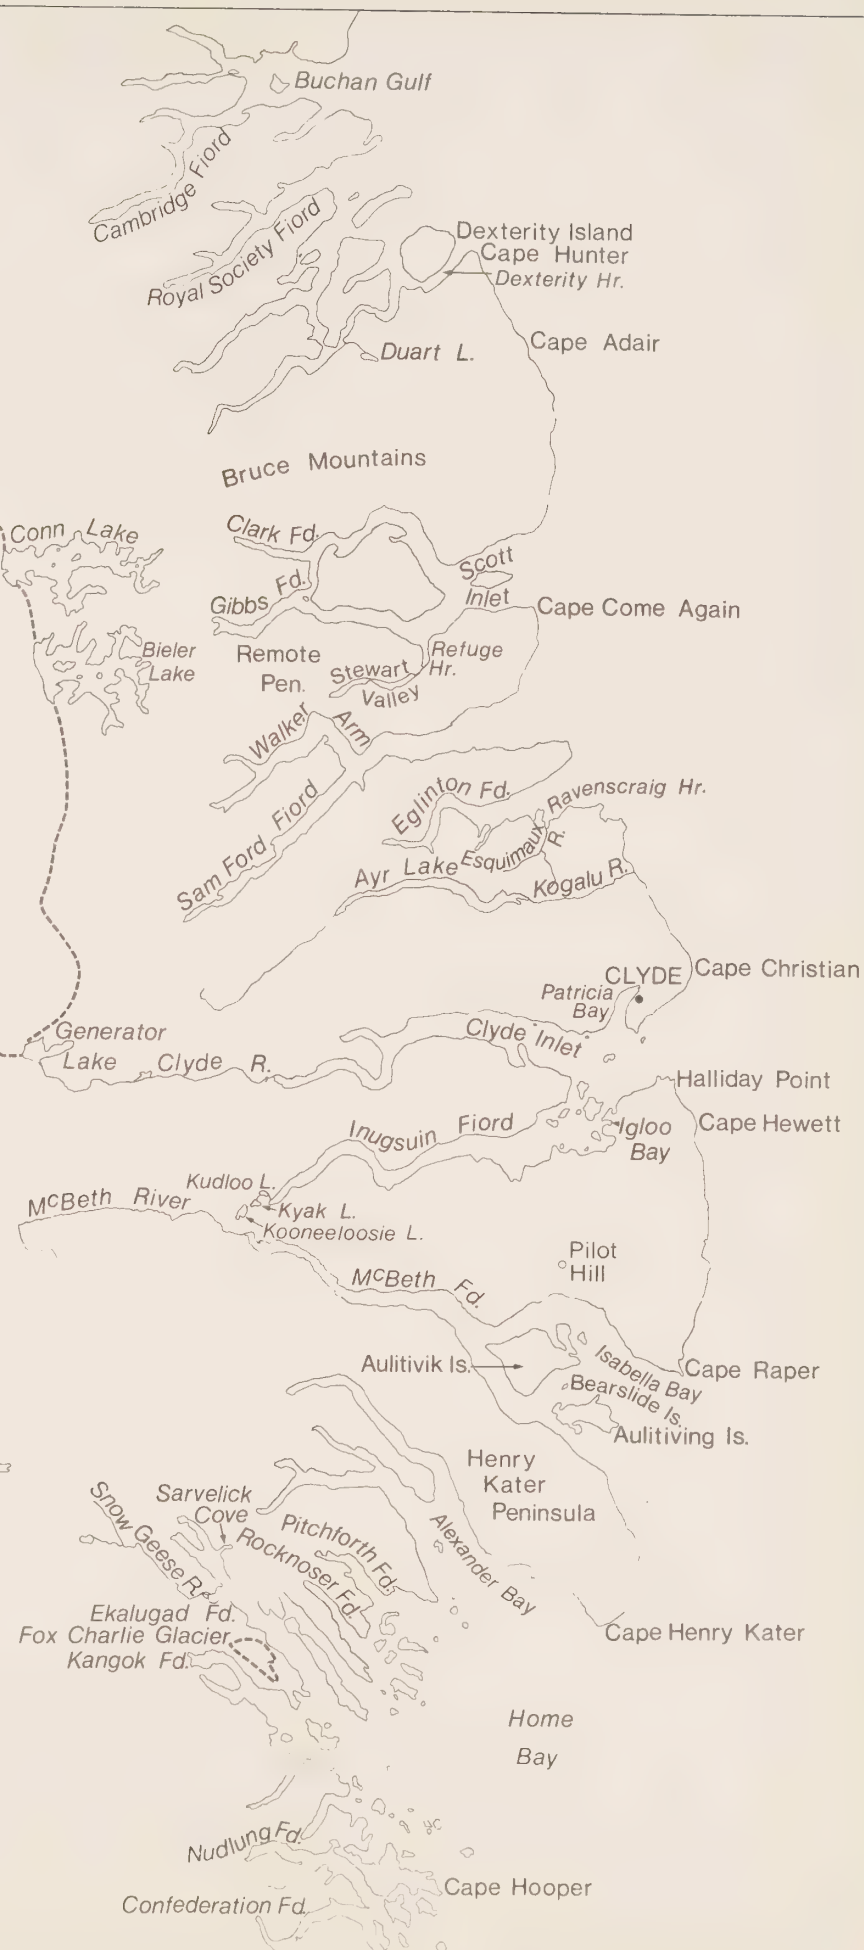 Buchan Gulf
Cambridge Fiord
Royal Society Fiord
Dexterity Island
Cape Hunter
Dexterity Hr.
Cape Adair
Duart L.
Bruce Mountains
Conn Lake
Clark Fd.
Scott
Inlet
Gibbs Fd.
Cape Come Again
Bieler
Lake
Remote
Pen.
Stewart
Valley
Refuge
Hr.
Walker Arm
Sam Ford Fiord
Eglinton Fd.
Ravenscraig Hr.
Esquimaux R.
Ayr Lake
Kogalu R.
CLYDE
Cape Christian
Patricia
Bay
Clyde Inlet
Generator
Lake
Clyde R.
Halliday Point
Inugsuin Fiord
Igloo
Bay
Cape Hewett
Kudloo L.
McBeth River
Kyak L.
Kooneeloosie L.
Pilot
Hill
McBeth Fd.
Aulitivik Is.
Isabella Bay
Cape Raper
Bearslide Is.
Aulitiving Is.
Henry
Kater
Peninsula
Sarvelick
Cove
Snow Geese R.
Pitchforth Fd.
Rocknoser Fd.
Alexander Bay
Ekalugad Fd.
Fox Charlie Glacier
Kangok Fd.
Cape Henry Kater
Home
Bay
Nudlung Fd.
Cape Hooper
Confederation Fd.